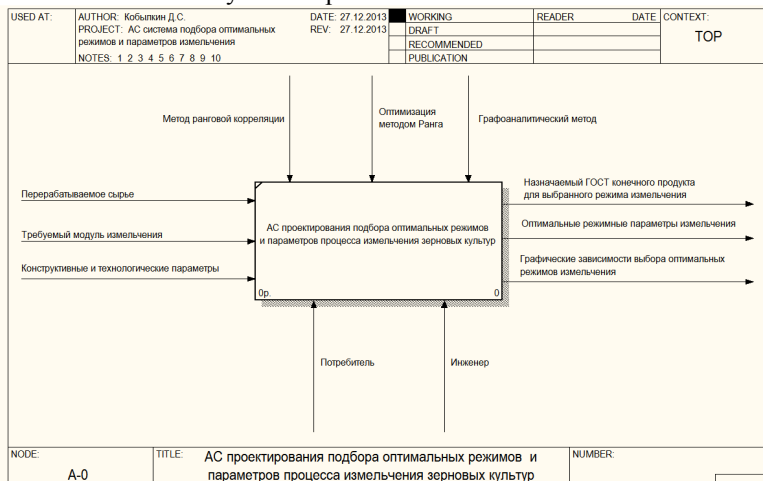 USED AT:
AUTHOR: Кобылкин Д.С.
DATE: 27.12.2013
PROJECT: АС система подбора оптимальных
режимов и параметров измельчения
REV: 27.12.2013
NOTES: 1 2 3 4 5 6 7 8 9 10
WORKING
DRAFT
RECOMMENDED
PUBLICATION
READER
DATE
CONTEXT:
TOP
Метод ранговой корреляции
Оптимизация
методом Ранга
Графоаналитический метод
Перерабатываемое сырье
Требуемый модуль измельчения
Конструктивные и технологические параметры
АС проектирования подбора оптимальных режимов
и параметров процесса измельчения зерновых культур
0р.
0
Назначаемый ГОСТ конечного продукта
для выбранного режима измельчения
Оптимальные режимные параметры измельчения
Графические зависимости выбора оптимальных
режимов измельчения
Потребитель
Инженер
NODE:
A-0
TITLE:
АС проектирования подбора оптимальных режимов и
параметров процесса измельчения зерновых культур
NUMBER: